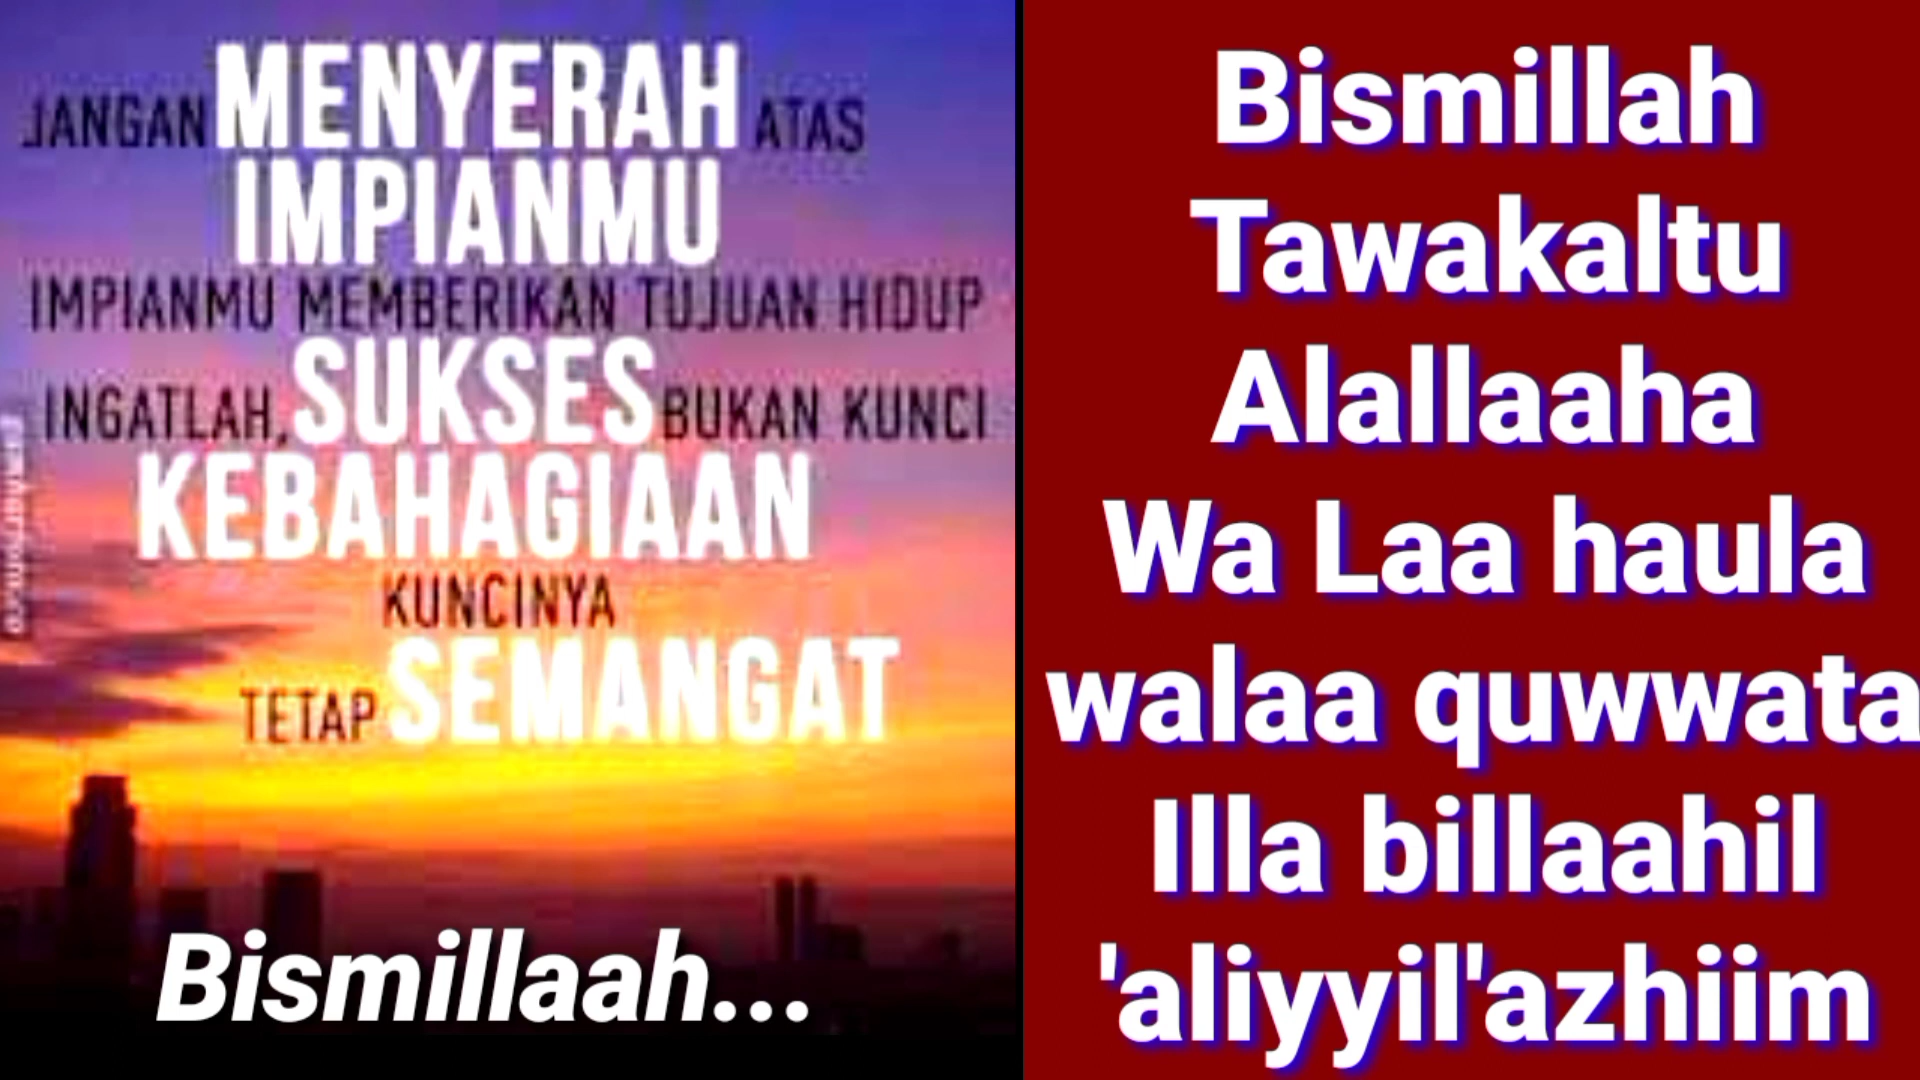 JANGAN MENYERAH ATAS
IMPIANMU
IMPIANMU MEMBERIKAN TUJUAN HIDUP
INGATLAH, SUKSES BUKAN KUNCI
KEBAHAGIAAN
KUNCINYA
TETAP SEMANGAT
Bismillaah...
Bismillah
Tawakaltu
Alallaaha
Wa Laa haula
walaa quwwata
Illa billaahil
'aliyyil'azhiim